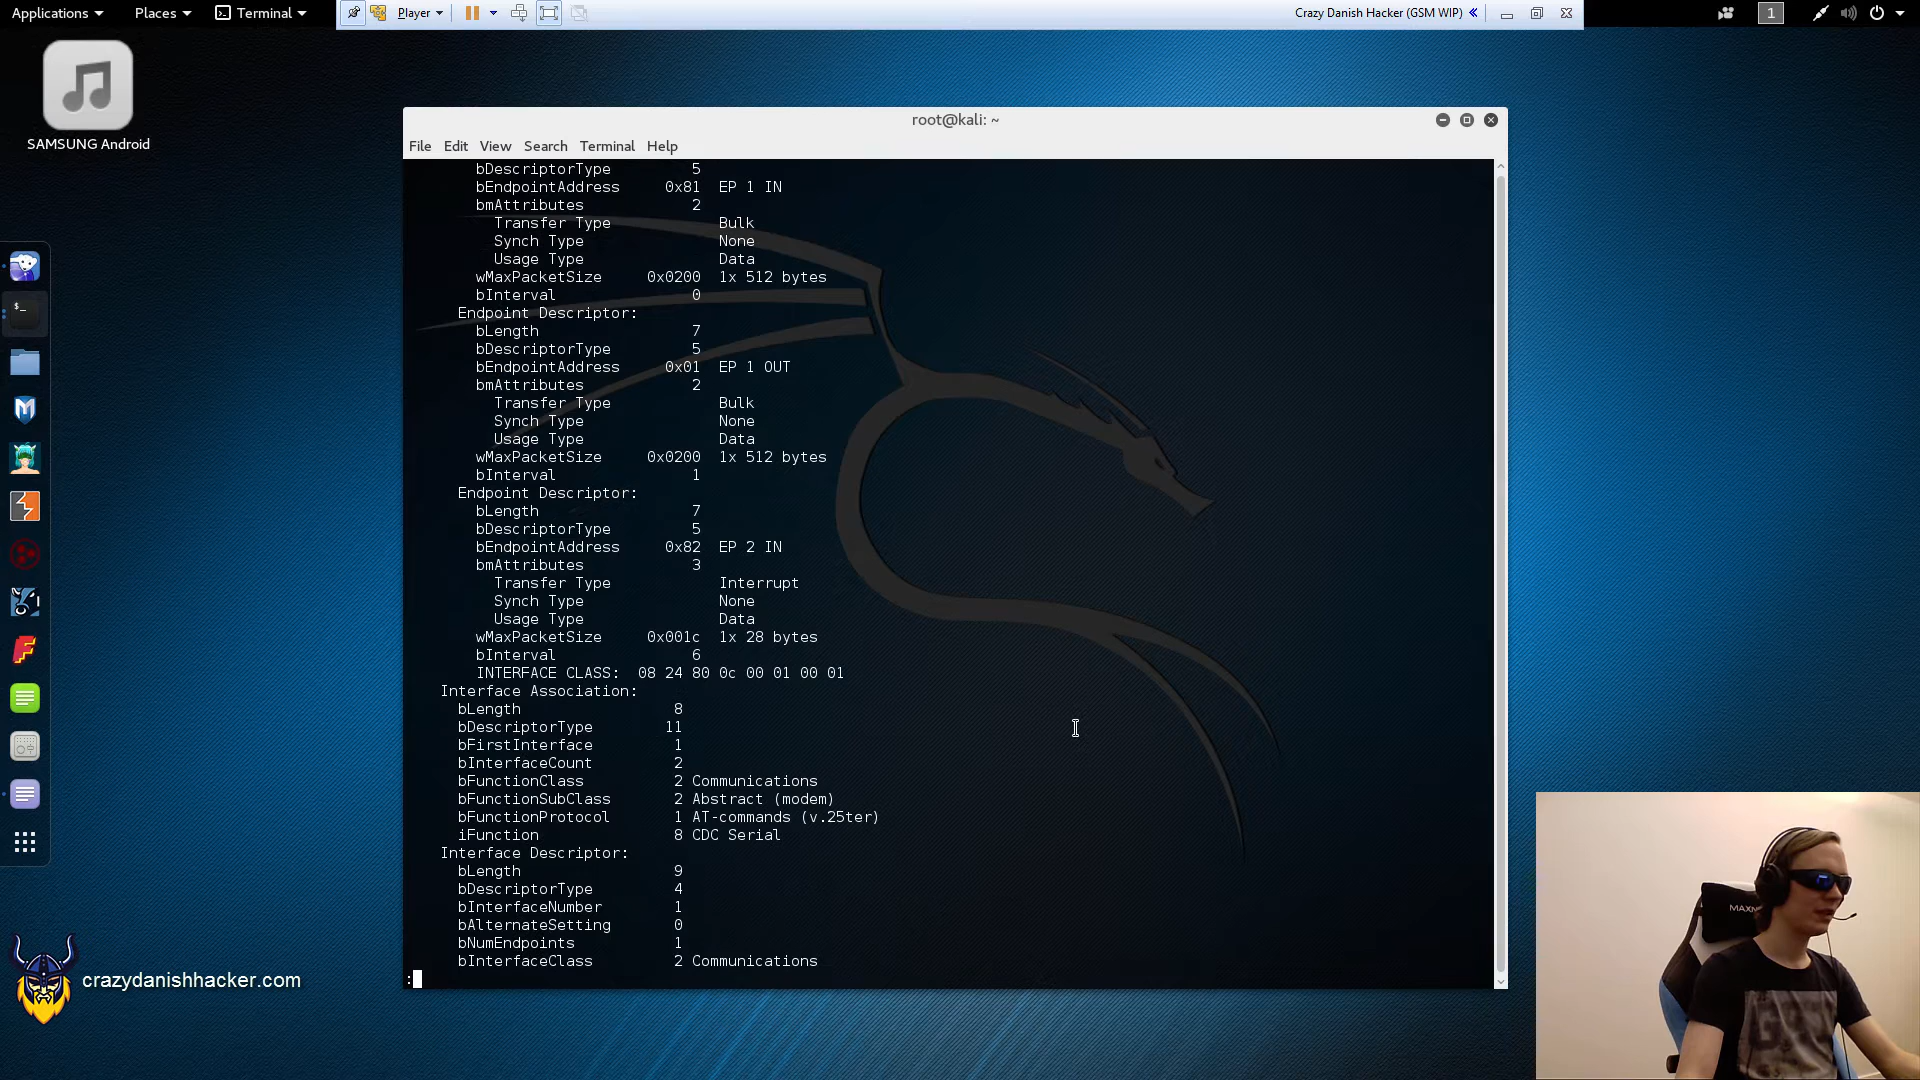 Applications Places Terminal Player Crazy Danish Hacker (GSM WIP) 1
SAMSUNG Android
root@kali: ~
File Edit View Search Terminal Help
bDescriptorType 5
bEndpointAddress 0x81 EP 1 IN
bmAttributes 2
Transfer Type Bulk
Synch Type None
Usage Type Data
wMaxPacketSize 0x0200 1x 512 bytes
bInterval 0
Endpoint Descriptor:
bLength 7
bDescriptorType 5
bEndpointAddress 0x01 EP 1 OUT
bmAttributes 2
Transfer Type Bulk
Synch Type None
Usage Type Data
wMaxPacketSize 0x0200 1x 512 bytes
bInterval 1
Endpoint Descriptor:
bLength 7
bDescriptorType 5
bEndpointAddress 0x82 EP 2 IN
bmAttributes 3
Transfer Type Interrupt
Synch Type None
Usage Type Data
wMaxPacketSize 0x001c 1x 28 bytes
bInterval 6
INTERFACE CLASS: 08 24 80 0c 00 01 00 01
Interface Association:
bLength 8
bDescriptorType 11
bFirstInterface 1
bInterfaceCount 2
bFunctionClass 2 Communications
bFunctionSubClass 2 Abstract (modem)
bFunctionProtocol 1 AT-commands (v.25ter)
iFunction 8 CDC Serial
Interface Descriptor:
bLength 9
bDescriptorType 4
bInterfaceNumber 1
bAlternateSetting 0
bNumEndpoints 1
bInterfaceClass 2 Communications
:
crazydanishhacker.com